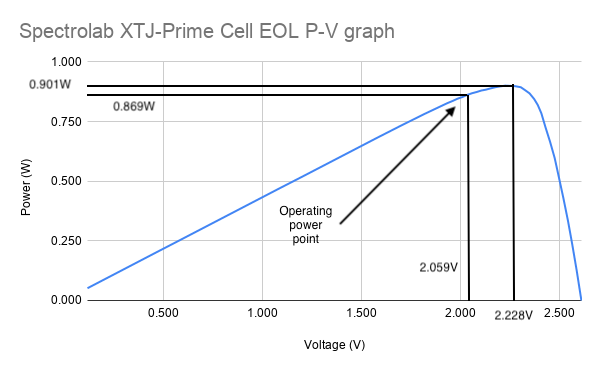 Spectrolab XTJ-Prime Cell EOL P-V graph
1.000
0.901W
0.869W
0.750
0.500
Operating
power
point
0.250
2.059V
0.000
0.500
1.000
1.500
2.000
2.228V
2.500
Power (W)
Voltage (V)